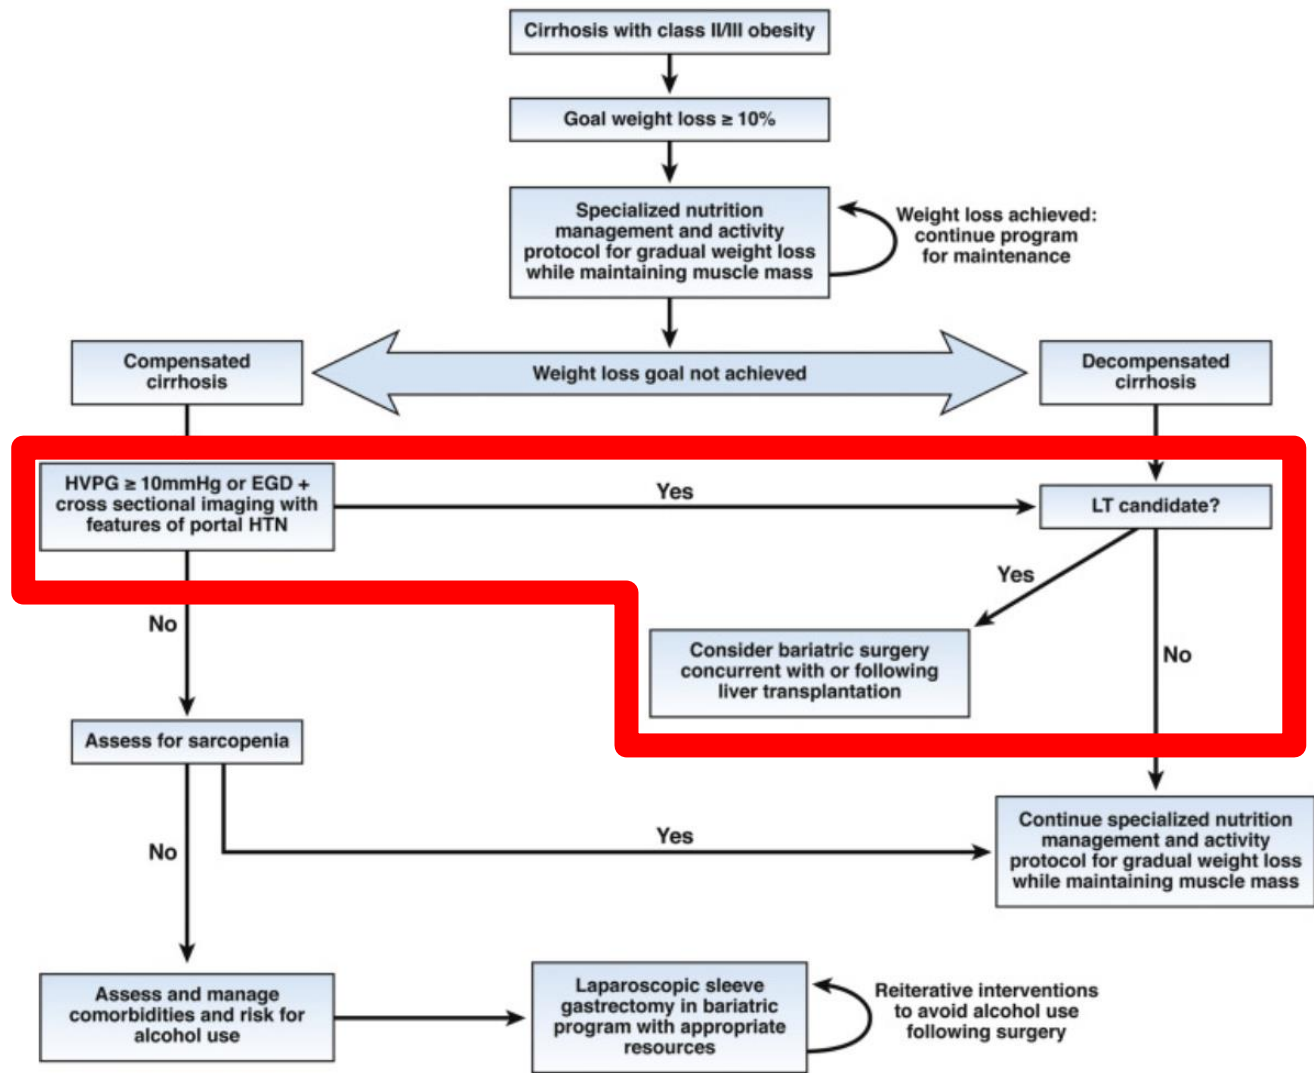 Cirrhosis with class II/III obesity
Goal weight loss ≥ 10%
Specialized nutrition
management and activity
protocol for gradual weight loss
while maintaining muscle mass
Weight loss achieved:
continue program
for maintenance
Compensated
cirrhosis
Weight loss goal not achieved
Decompensated
cirrhosis
HVPG ≥ 10mmHg or EGD +
cross sectional imaging with
features of portal HTN
Yes
LT candidate?
Yes
No
Consider bariatric surgery
concurrent with or following
liver transplantation
No
Assess for sarcopenia
Yes
No
Continue specialized nutrition
management and activity
protocol for gradual weight loss
while maintaining muscle mass
Assess and manage
comorbidities and risk for
alcohol use
Laparoscopic sleeve
gastrectomy in bariatric
program with appropriate
resources
Reiterative interventions
to avoid alcohol use
following surgery